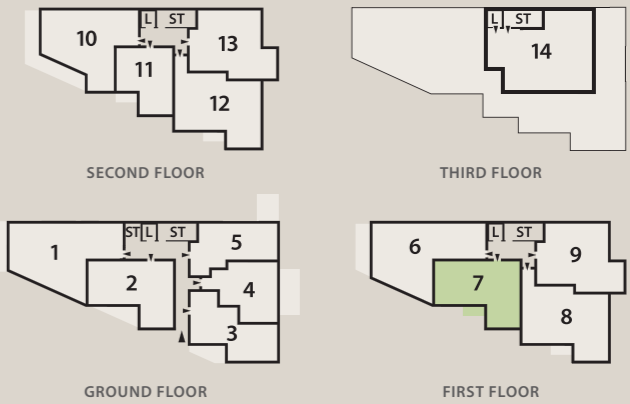 L ST
10
11
13
12
SECOND FLOOR
L ST
14
THIRD FLOOR
ST L ST
1
2
5
4
3
GROUND FLOOR
L ST
6
7
9
8
FIRST FLOOR